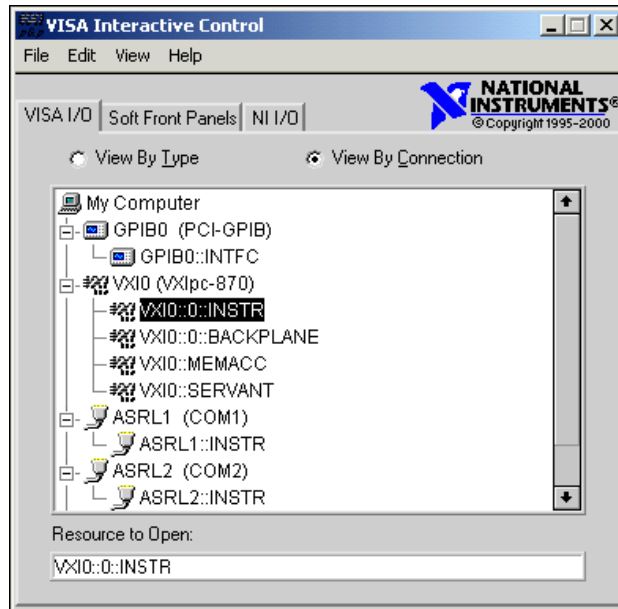 VISA Interactive Control
File Edit View Help
NATIONAL
INSTRUMENTS®
© Copyright 1995-2000
VISA I/O Soft Front Panels NI I/O
View By Type View By Connection
My Computer
GPIB0 (PCI-GPIB)
GPIB0::INTFC
VXI0 (VXIpc-870)
VXI0::0::INSTR
VXI0::0::BACKPLANE
VXI0::MEMACC
VXI0::SERVANT
ASRL1 (COM1)
ASRL1::INSTR
ASRL2 (COM2)
ASRL2::INSTR
Resource to Open:
VXI0::0::INSTR